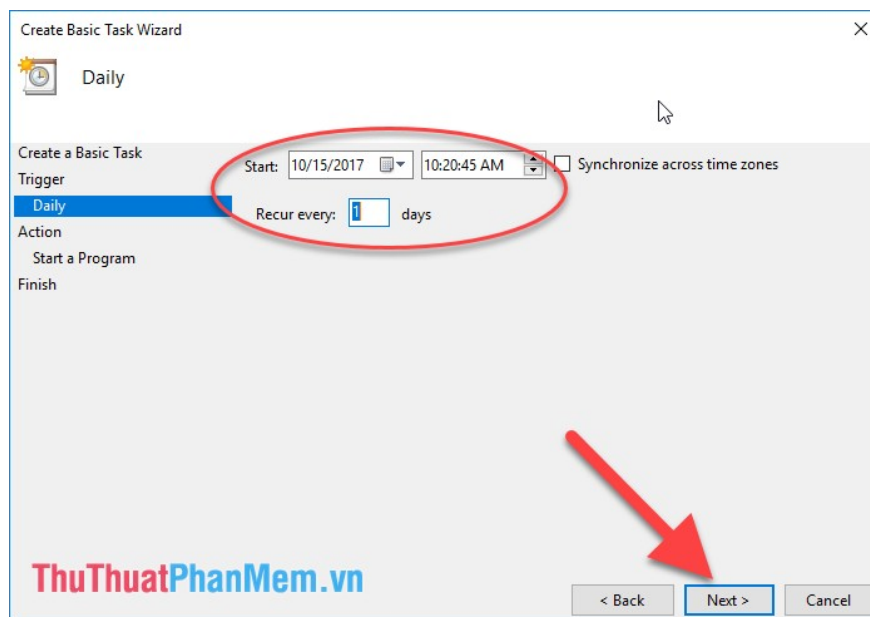 Create Basic Task Wizard
Daily
Create a Basic Task
Trigger
Daily
Action
Start a Program
Finish
Start: 10/15/2017 10:20:45 AM Synchronize across time zones
Recur every: 1 days
ThuThuatPhanMem.vn
< Back Next > Cancel